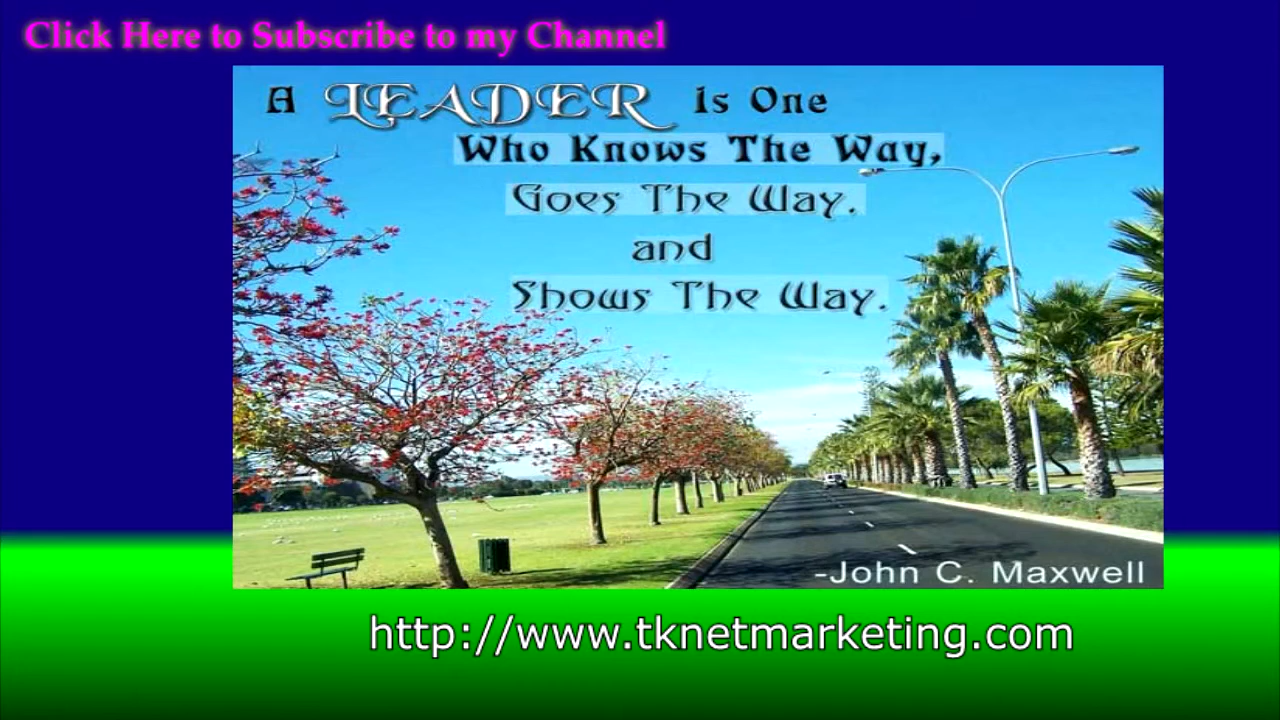 Click Here to Subscribe to my Channel
A LEADER is One
Who Knows The Way,
Goes The Way.
and
Shows The Way.
-John C. Maxwell
http://www.tknetmarketing.com